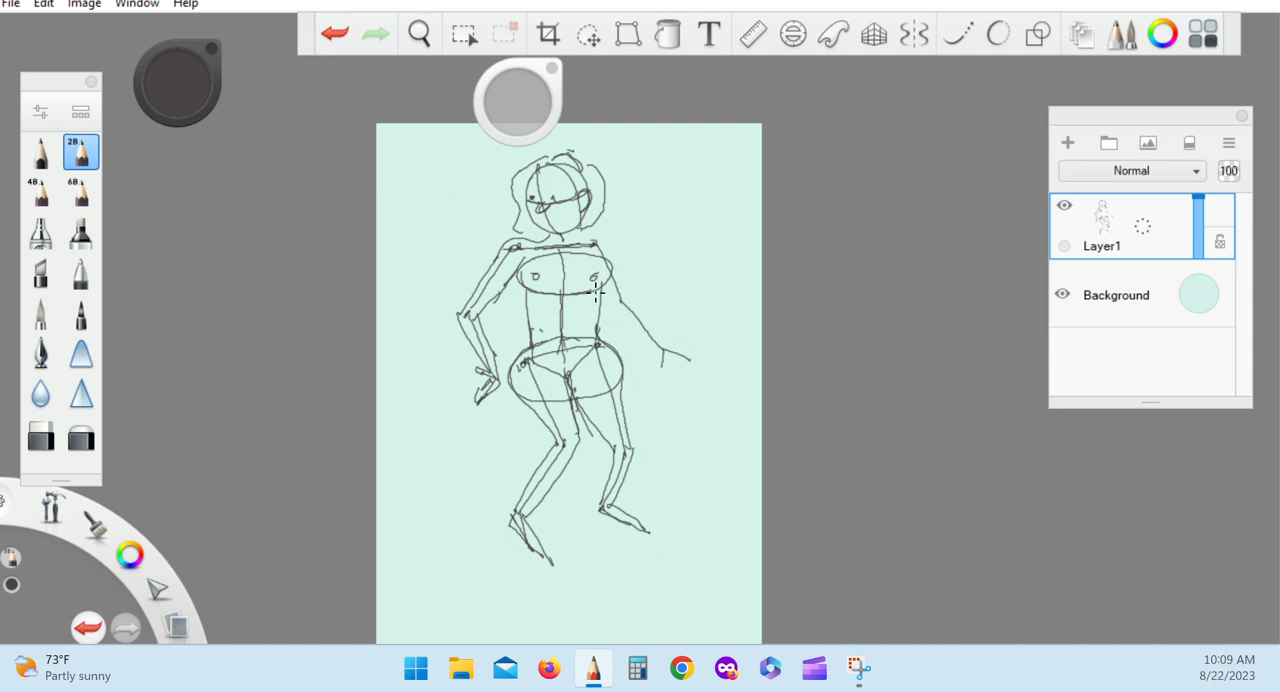 File Edit Image Window Help
T
2B
4B 6B
Normal 100
Layer1
Background
73°F
Partly sunny
10:09 AM
8/22/2023